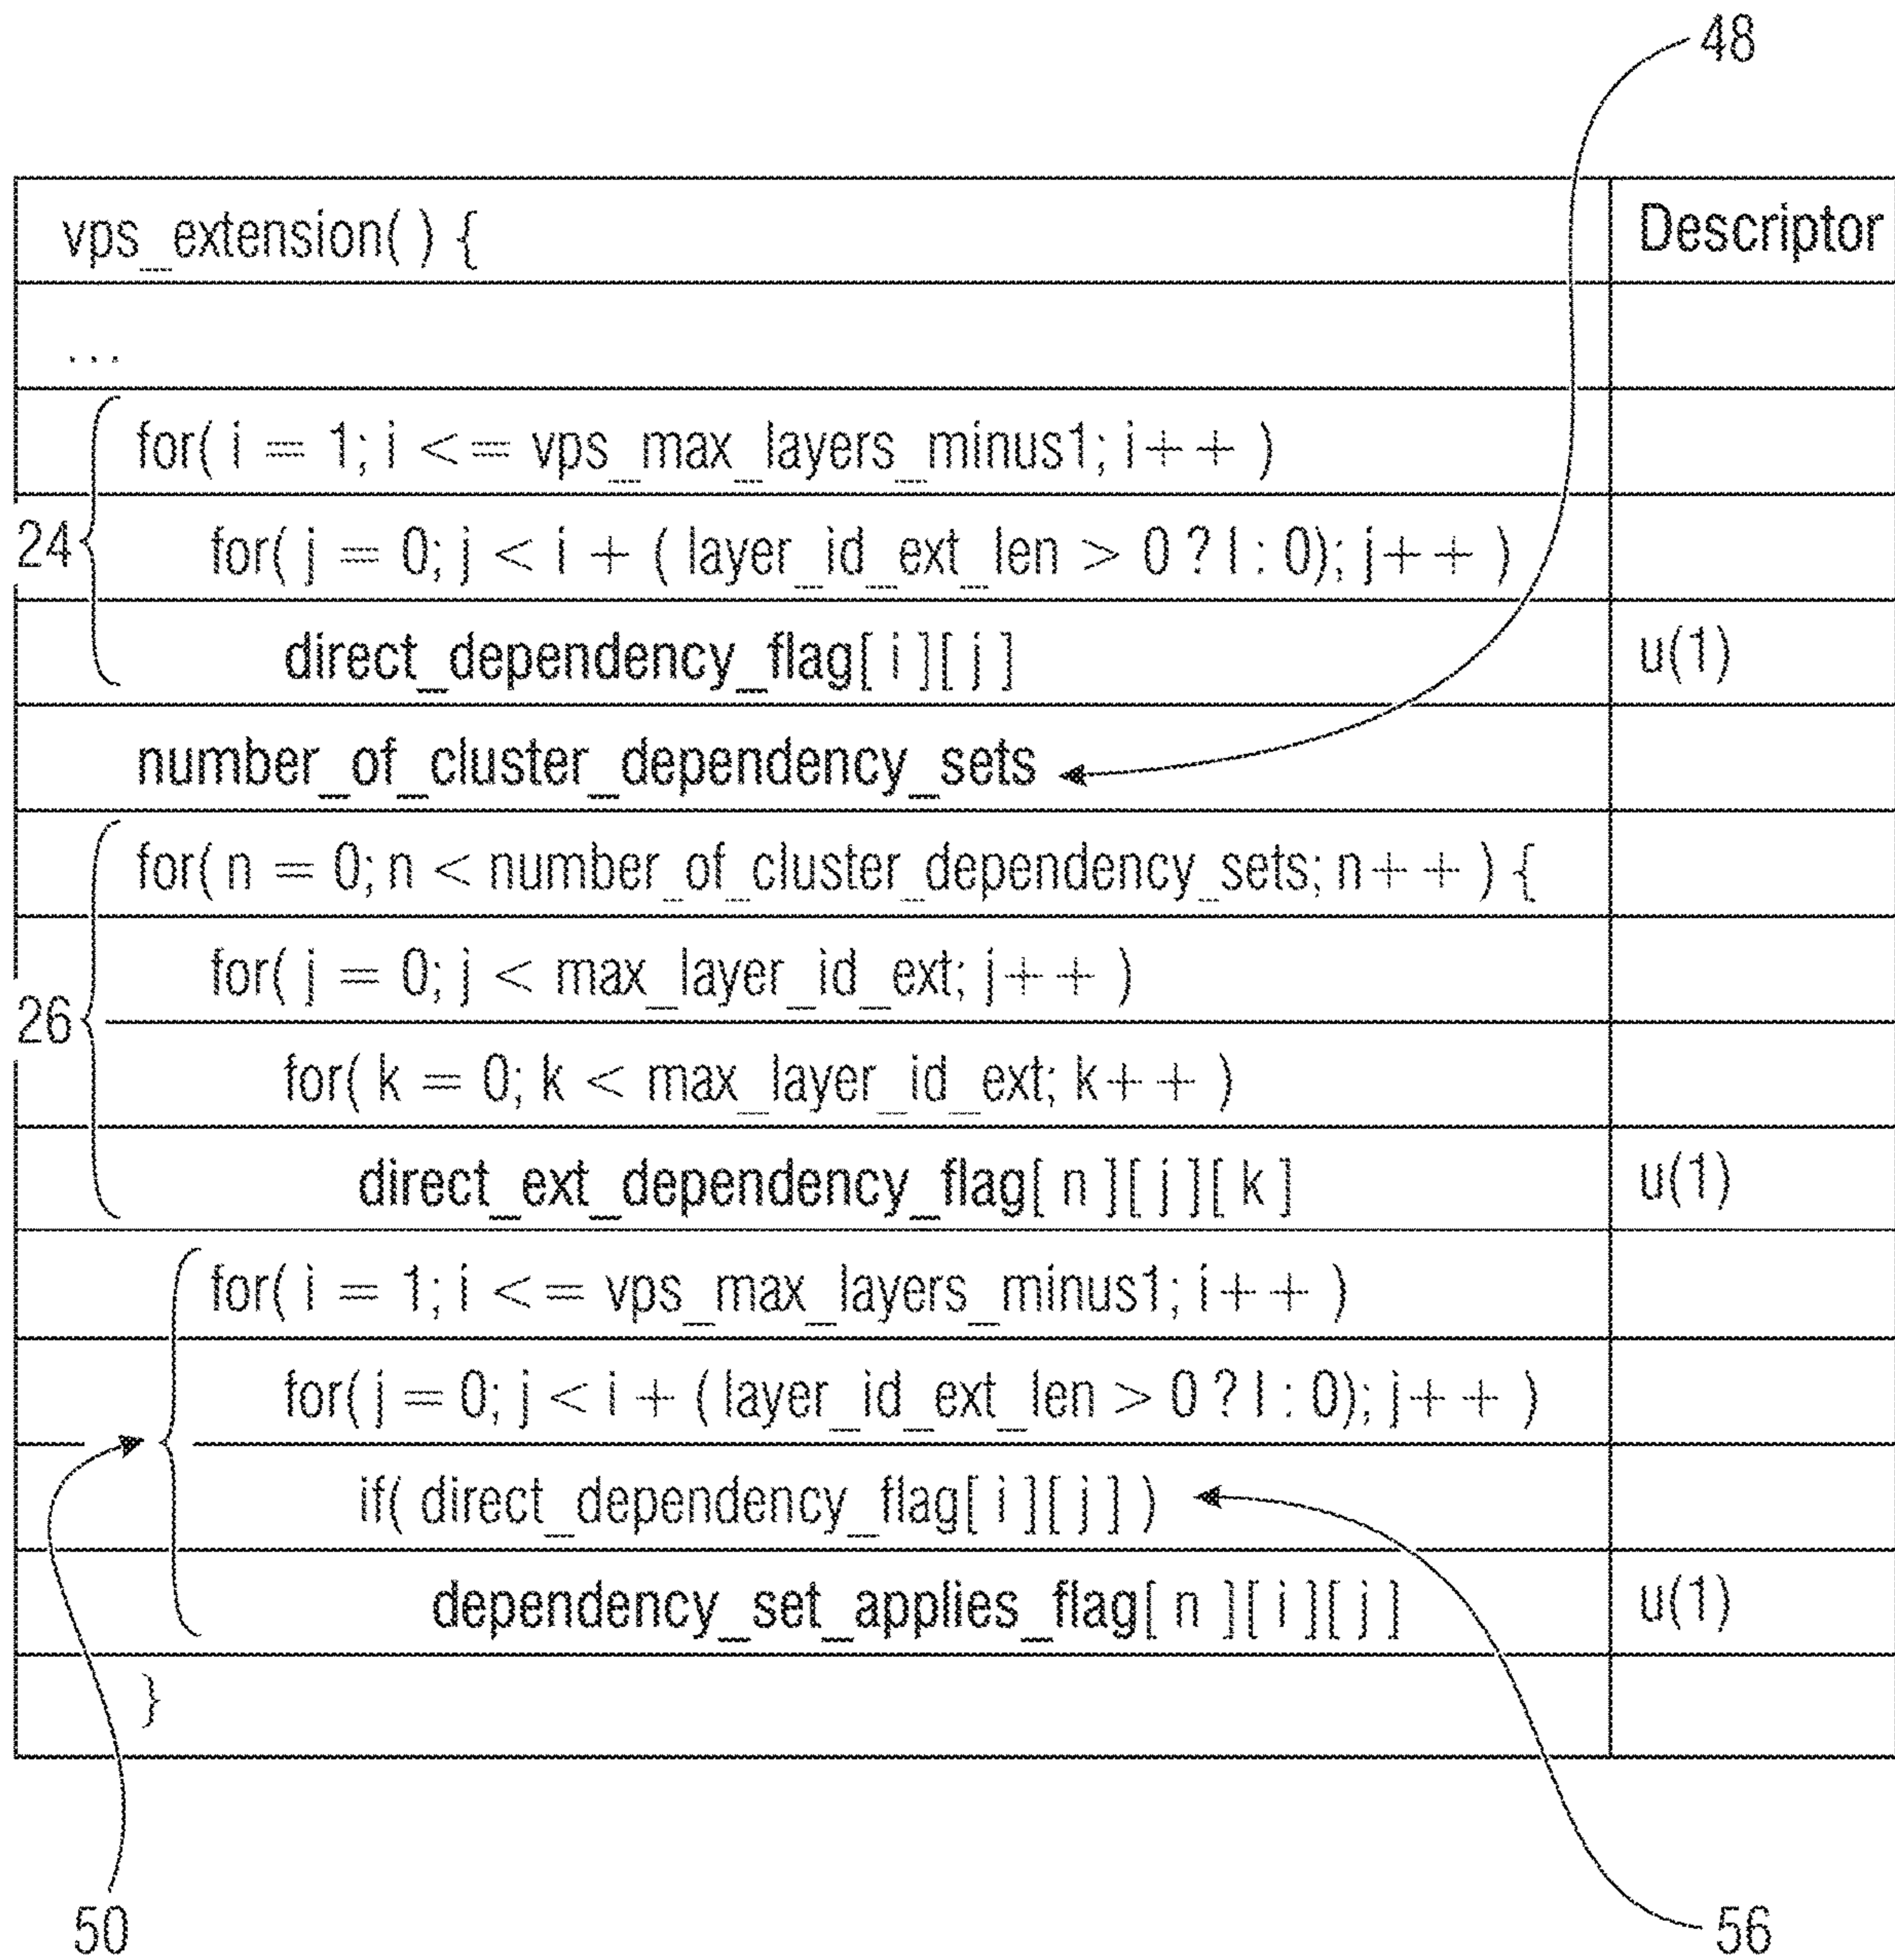 48
vps_extension( ) {
Descriptor
...
for( i = 1; i <= vps_max_layers_minus1; i++ )
24
for( j = 0; j < i + ( layer_id_ext_len > 0 ? l : 0); j++ )
direct_dependency_flag[ i ][ j ]
u(1)
number_of_cluster_dependency_sets
for( n = 0; n < number_of_cluster_dependency_sets; n++ ) {
for( j = 0; j < max_layer_id_ext; j++ )
26
for( k = 0; k < max_layer_id_ext; k++ )
direct_ext_dependency_flag[ n ][ j ][ k ]
u(1)
for( i = 1; i <= vps_max_layers_minus1; i++ )
for( j = 0; j < i + ( layer_id_ext_len > 0 ? l : 0); j++ )
if( direct_dependency_flag[ i ][ j ] )
dependency_set_applies_flag[ n ][ i ][ j ]
u(1)
}
50
56